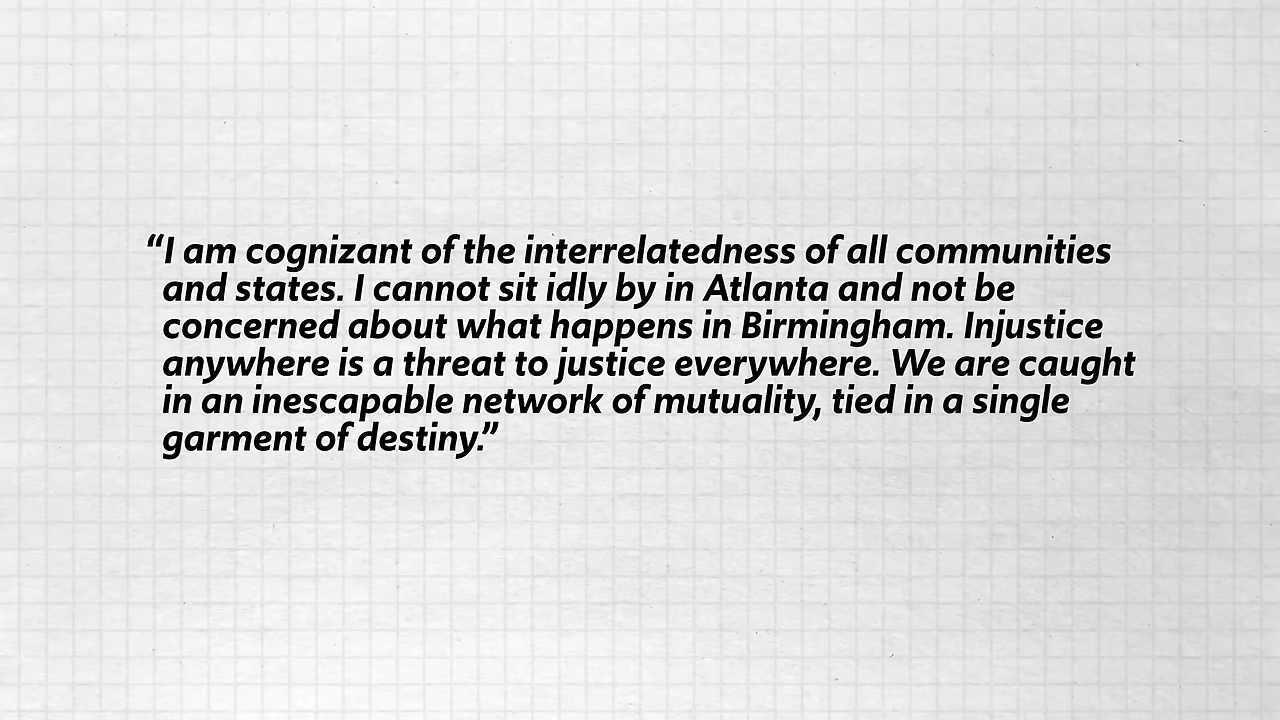 “I am cognizant of the interrelatedness of all communities
and states. I cannot sit idly by in Atlanta and not be
concerned about what happens in Birmingham. Injustice
anywhere is a threat to justice everywhere. We are caught
in an inescapable network of mutuality, tied in a single
garment of destiny.”